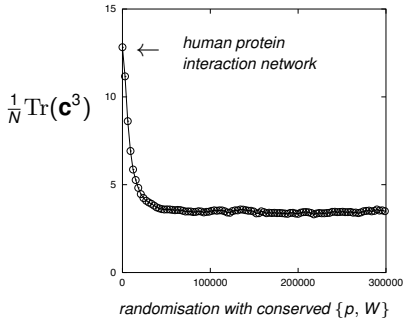 15
10
5
0
0
100000
200000
300000
← human protein
interaction network
1/N Tr(c³)
randomisation with conserved {p, W}